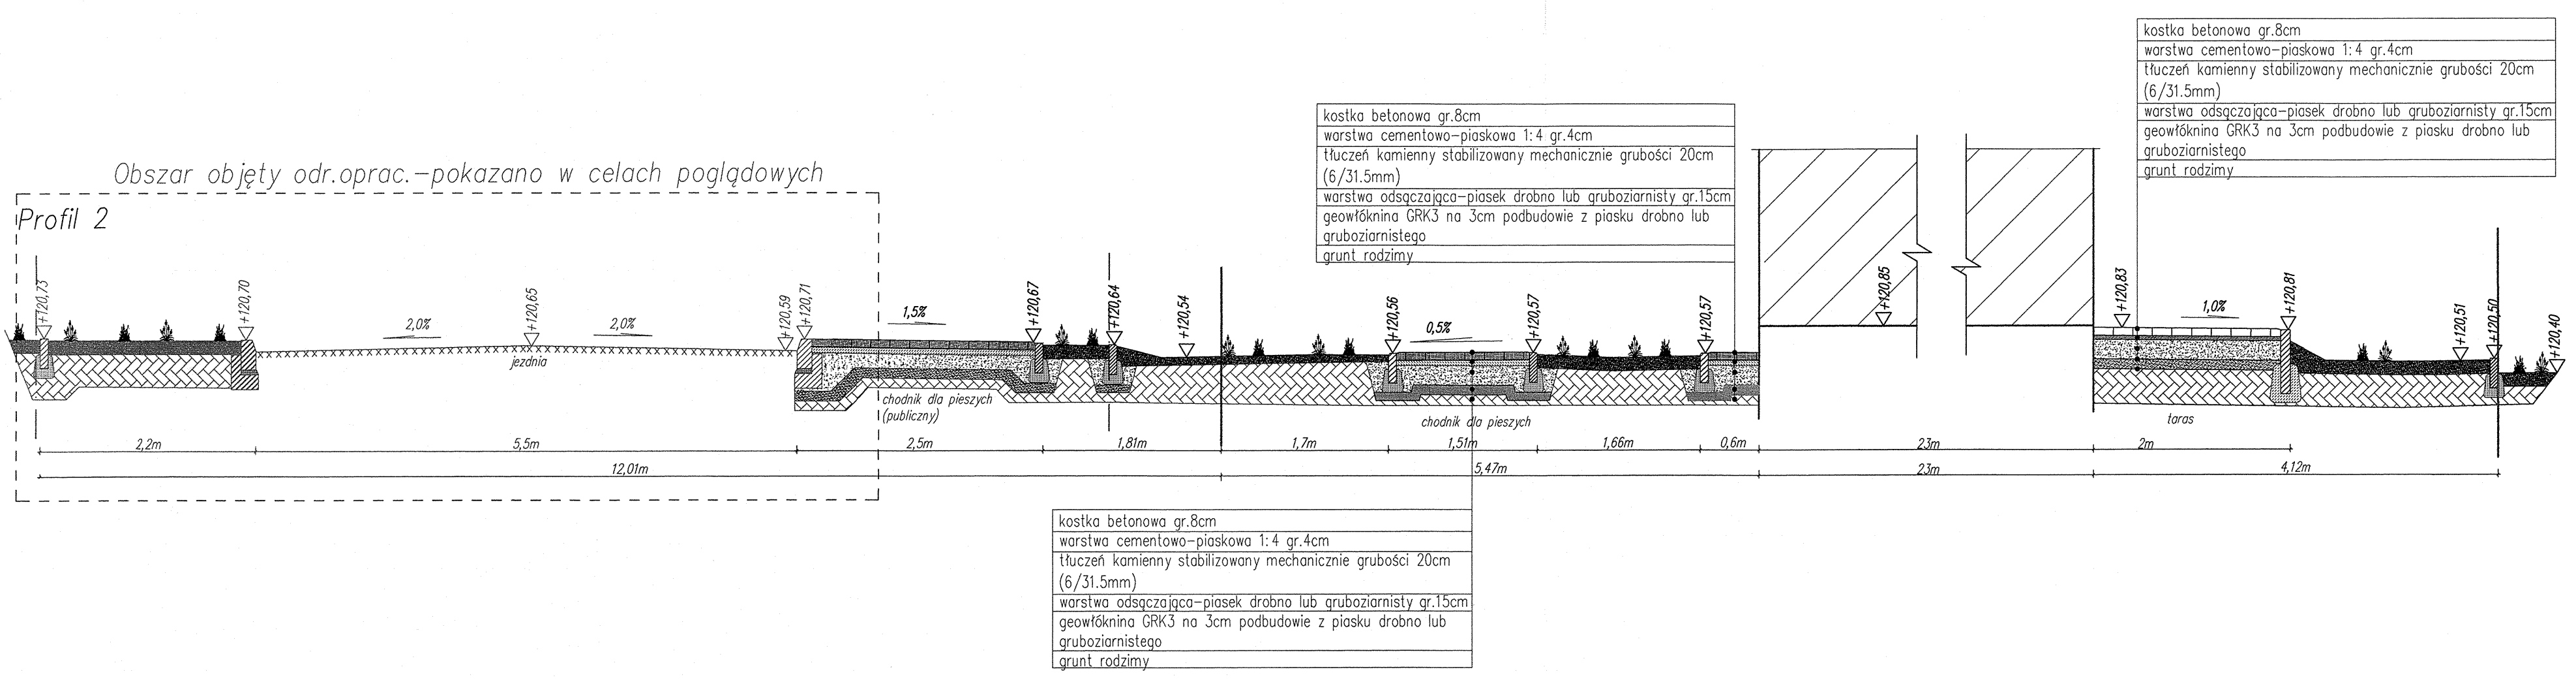 kostka betonowa gr.8cm
warstwa cementowo-piaskowa 1:4 gr.4cm
tłuczeń kamienny stabilizowany mechanicznie grubości 20cm
(6/31.5mm)
warstwa odsączająca-piasek drobno lub gruboziarnisty gr.15cm
geowłóknina GRK3 na 3cm podbudowie z piasku drobno lub
gruboziarnistego
grunt rodzimy
kostka betonowa gr.8cm
warstwa cementowo-piaskowa 1:4 gr.4cm
tłuczeń kamienny stabilizowany mechanicznie grubości 20cm
(6/31.5mm)
warstwa odsączająca-piasek drobno lub gruboziarnisty gr.15cm
geowłóknina GRK3 na 3cm podbudowie z piasku drobno lub
gruboziarnistego
grunt rodzimy
Obszar objęty odr.oprac.-pokazano w celach poglądowych
Profil 2
+120,73
+120,70
2,0%
+120,65
2,0%
+120,59
+120,71
1,5%
+120,67
+120,64
+120,54
+120,56
0,5%
+120,57
+120,57
+120,85
+120,83
1,0%
+120,81
+120,51
+120,50
+120,40
jezdnia
chodnik dla pieszych
(publiczny)
chodnik dla pieszych
taras
2,2m
5,5m
2,5m
1,81m
1,7m
1,51m
1,66m
0,6m
23m
2m
12,01m
5,47m
23m
4,12m
kostka betonowa gr.8cm
warstwa cementowo-piaskowa 1:4 gr.4cm
tłuczeń kamienny stabilizowany mechanicznie grubości 20cm
(6/31.5mm)
warstwa odsączająca-piasek drobno lub gruboziarnisty gr.15cm
geowłóknina GRK3 na 3cm podbudowie z piasku drobno lub
gruboziarnistego
grunt rodzimy